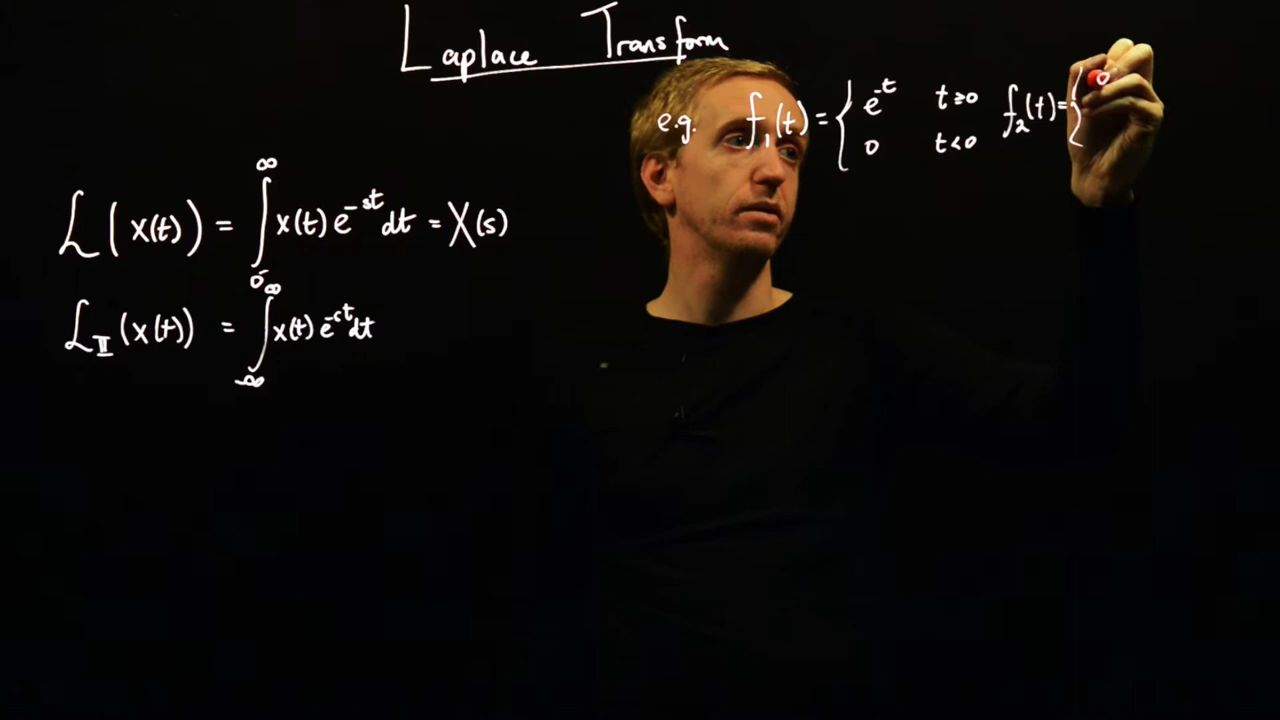 Laplace Transform
e.g. f₁(t) = { e^-t t≥0
0 t<0
f₂(t) = { 0
L(x(t)) = ∫₀-^∞ x(t) e^-st dt = X(s)
L_II(x(t)) = ∫_-∞^∞ x(t) e^-st dt